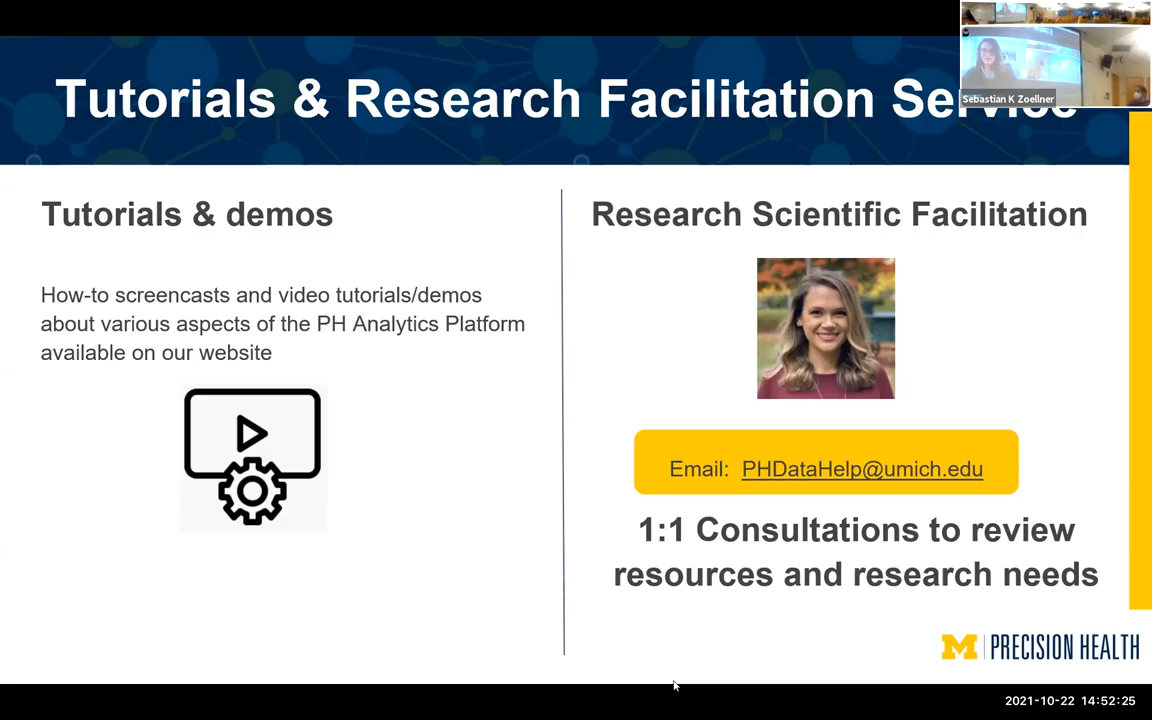 Tutorials & Research Facilitation Service
Sebastian K Zoellner
Tutorials & demos
How-to screencasts and video tutorials/demos
about various aspects of the PH Analytics Platform
available on our website
Research Scientific Facilitation
Email: PHDataHelp@umich.edu
1:1 Consultations to review
resources and research needs
M PRECISION HEALTH
2021-10-22 14:52:25